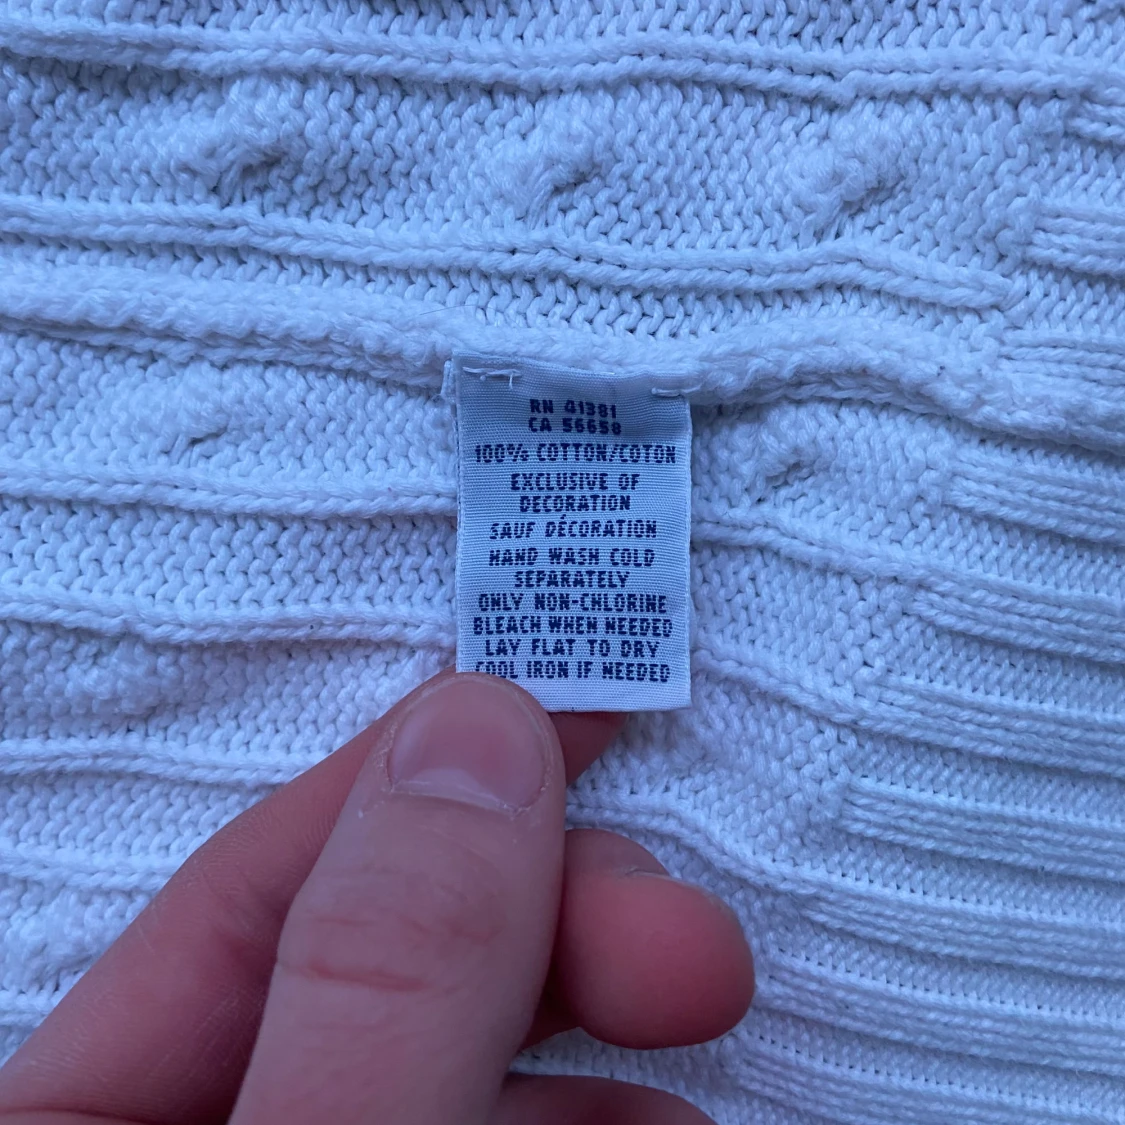 RN 41381
CA 56658
100% COTTON/COTON
EXCLUSIVE OF
DECORATION
SAUF DÉCORATION
HAND WASH COLD
SEPARATELY
ONLY NON-CHLORINE
BLEACH WHEN NEEDED
LAY FLAT TO DRY
COOL IRON IF NEEDED